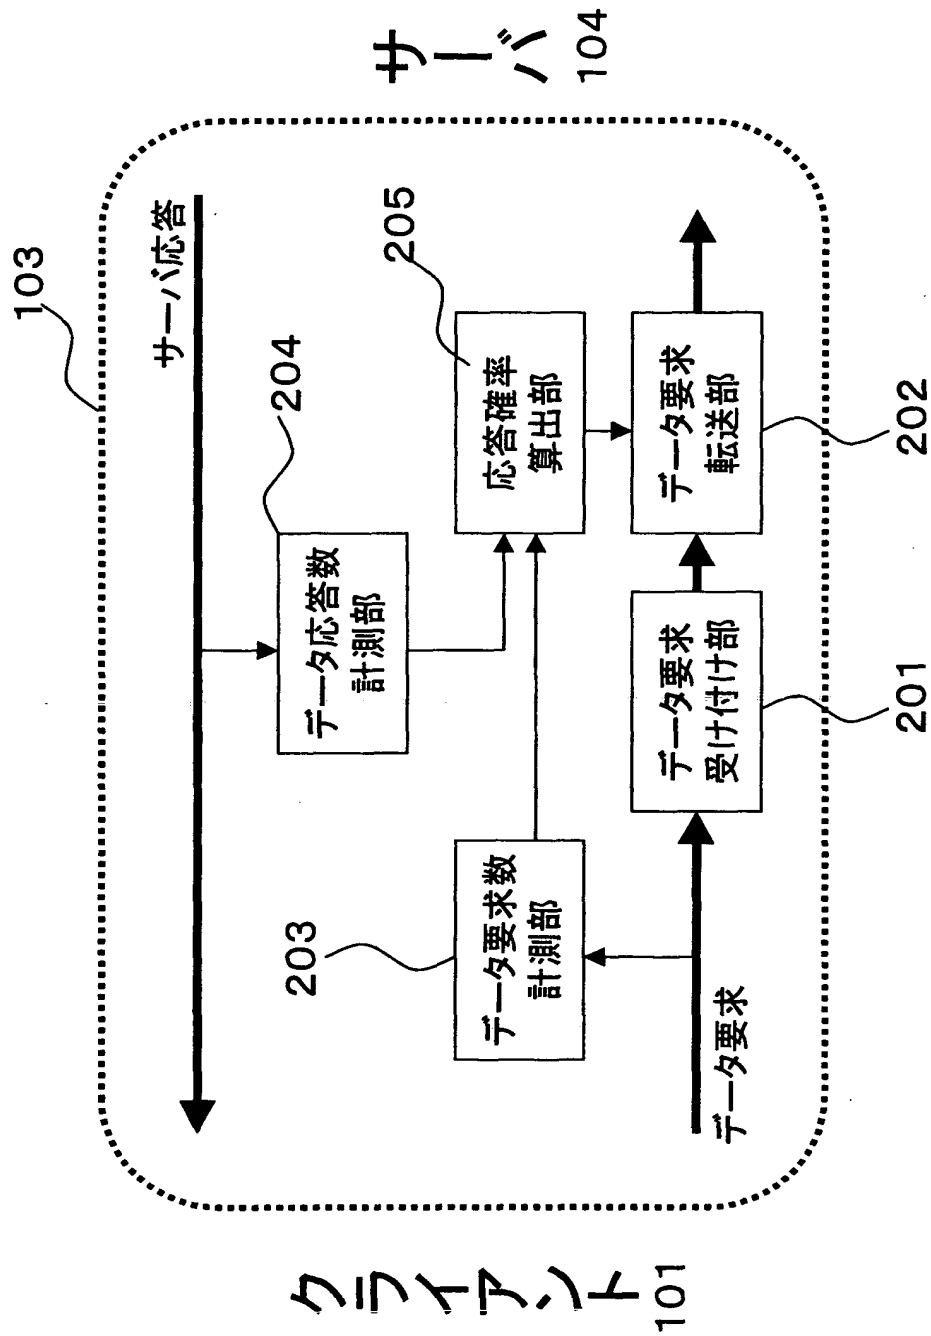 103
サーバ応答
204
データ応答数
計測部
205
応答確率
算出部
203
データ要求数
計測部
データ要求
データ要求
受け付け部
201
データ要求
転送部
202
クライアント
101
サーバ
104